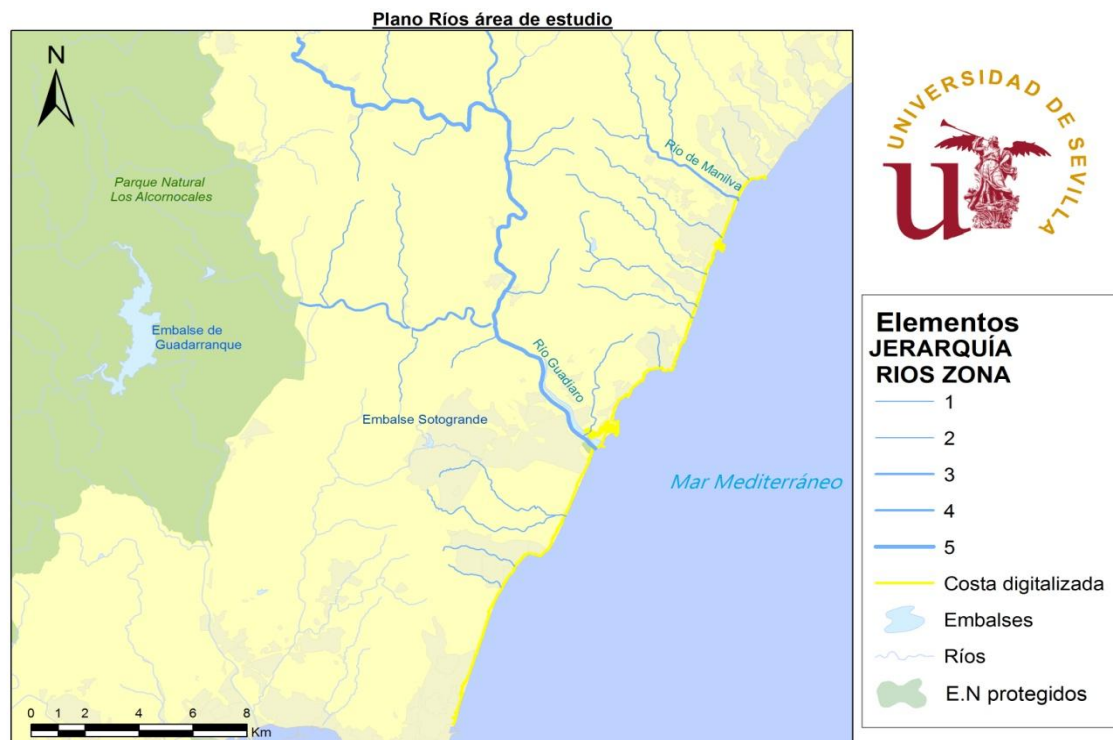 Plano Ríos área de estudio
N
Parque Natural
Los Alcornocales
Embalse de
Guadarranque
Río de Manilva
Río Guadiaro
Embalse Sotogrande
Mar Mediterráneo
0 1 2 4 6 8
Km
UNIVERSIDAD DE SEVILLA
u
Elementos
JERARQUÍA
RIOS ZONA
1
2
3
4
5
Costa digitalizada
Embalses
Ríos
E.N protegidos